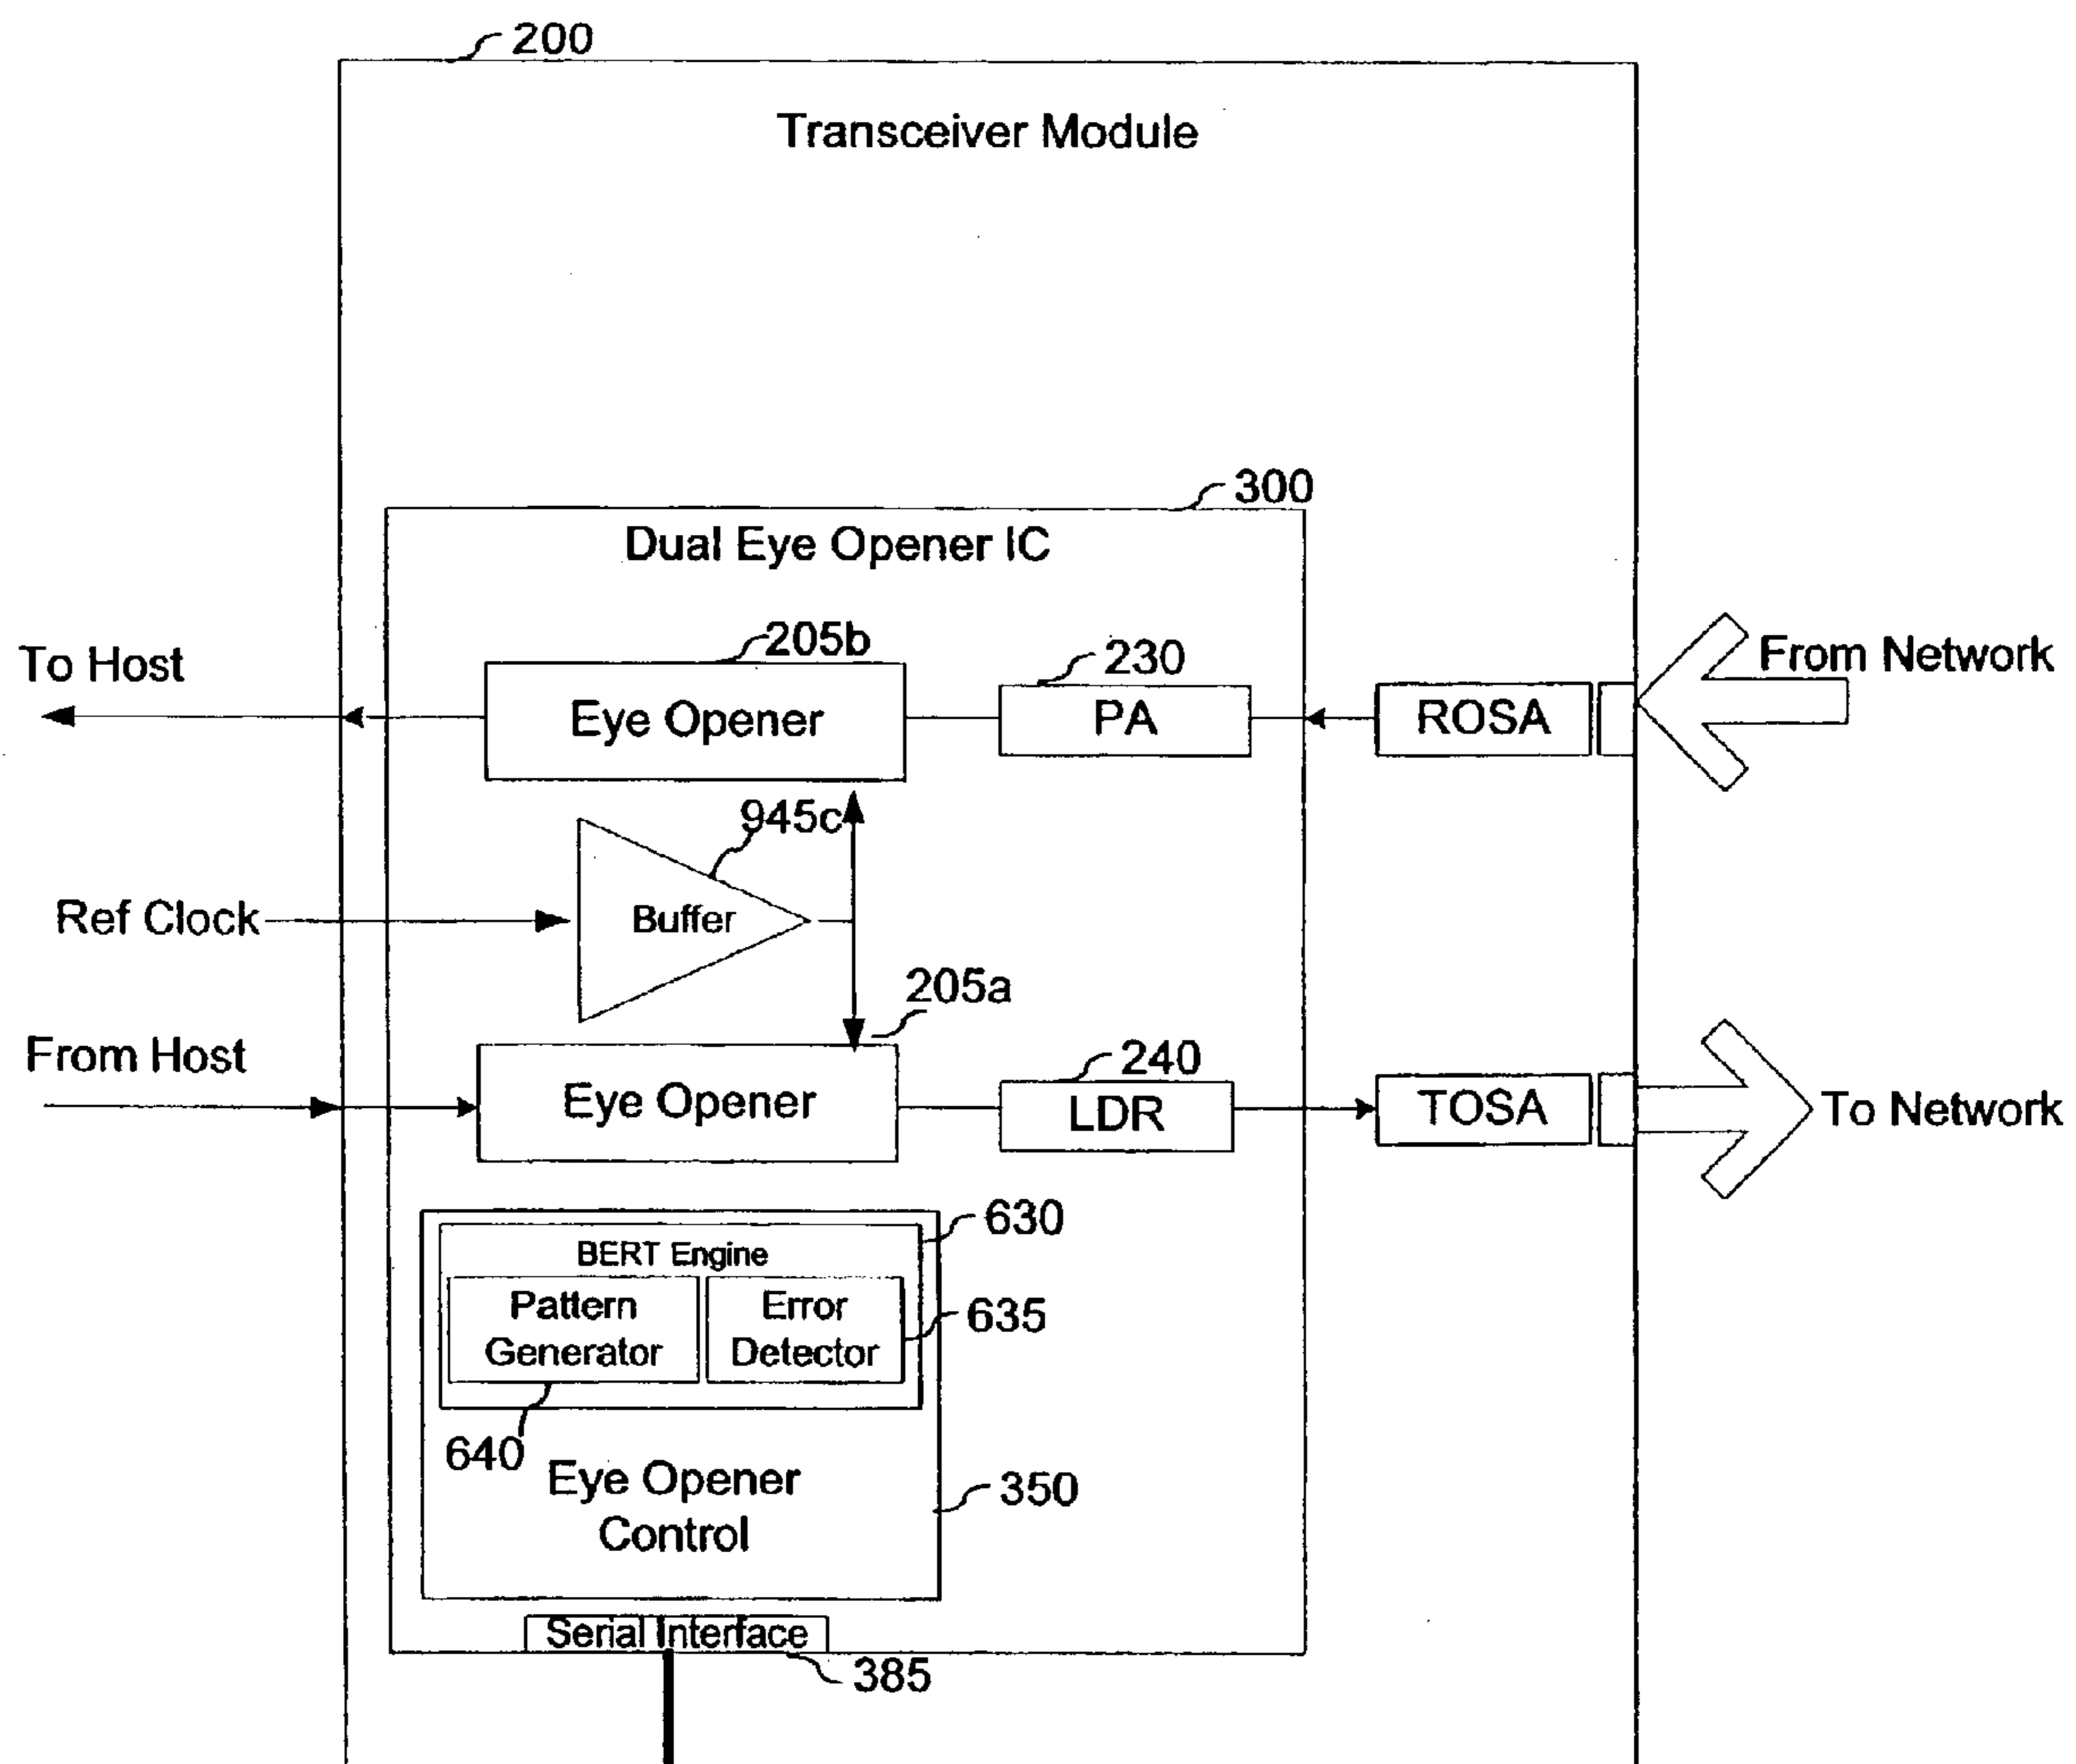 200
Transceiver Module
300
Dual Eye Opener IC
205b
230
To Host
From Network
Eye Opener
PA
ROSA
945c
Ref Clock
Buffer
205a
From Host
240
Eye Opener
LDR
TOSA
To Network
630
BERT Engine
Pattern
Generator
Error
Detector
635
640
Eye Opener
Control
350
Serial Interface
385